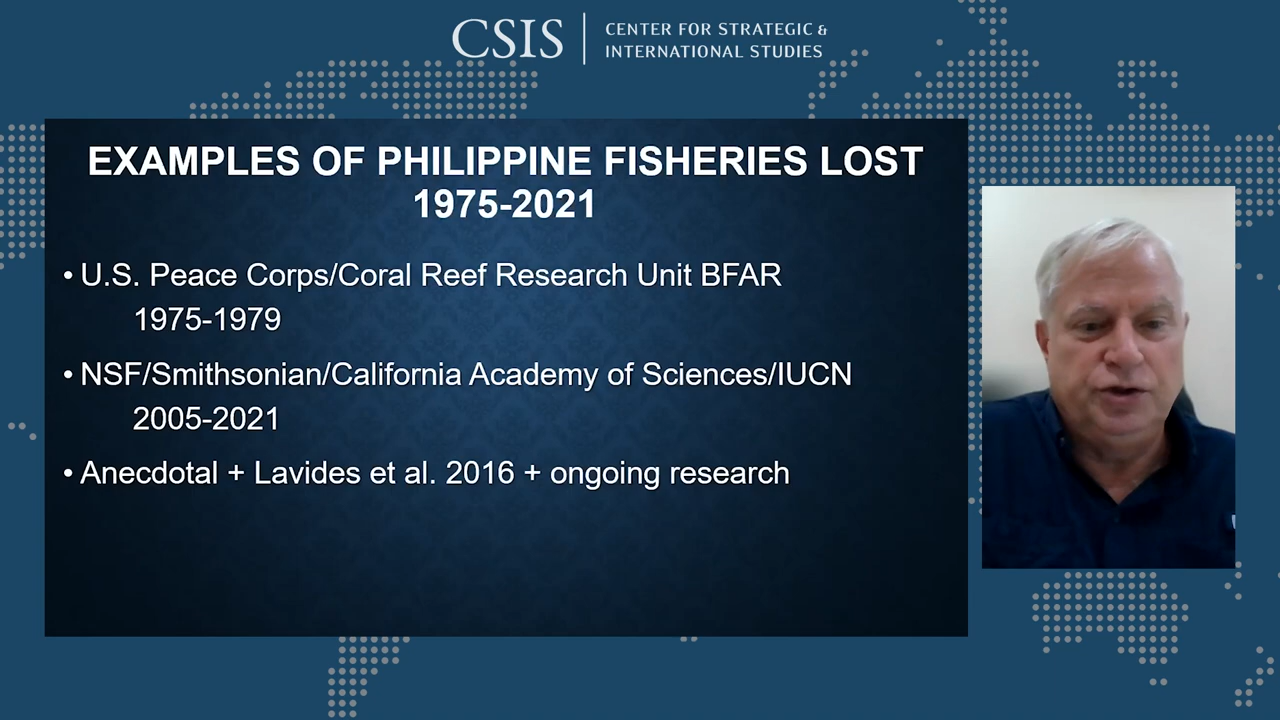 CSIS
CENTER FOR STRATEGIC &
INTERNATIONAL STUDIES
EXAMPLES OF PHILIPPINE FISHERIES LOST
1975-2021
• U.S. Peace Corps/Coral Reef Research Unit BFAR
1975-1979
• NSF/Smithsonian/California Academy of Sciences/IUCN
2005-2021
• Anecdotal + Lavides et al. 2016 + ongoing research